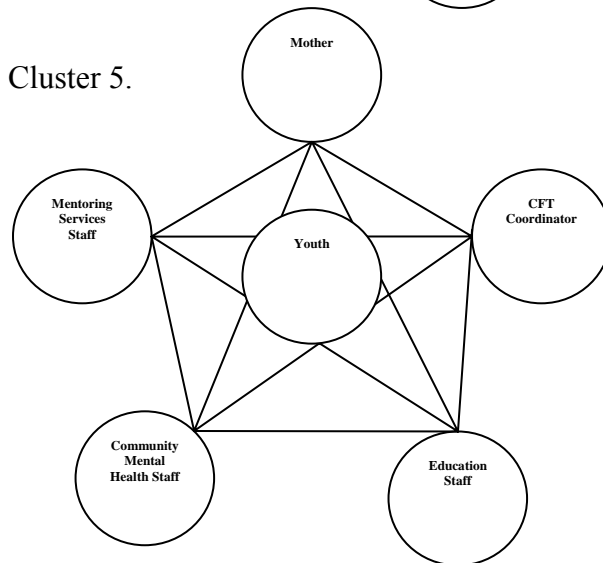 Mother
Cluster 5.
Mentoring
Services
Staff
CFT
Coordinator
Youth
Community
Mental
Health Staff
Education
Staff